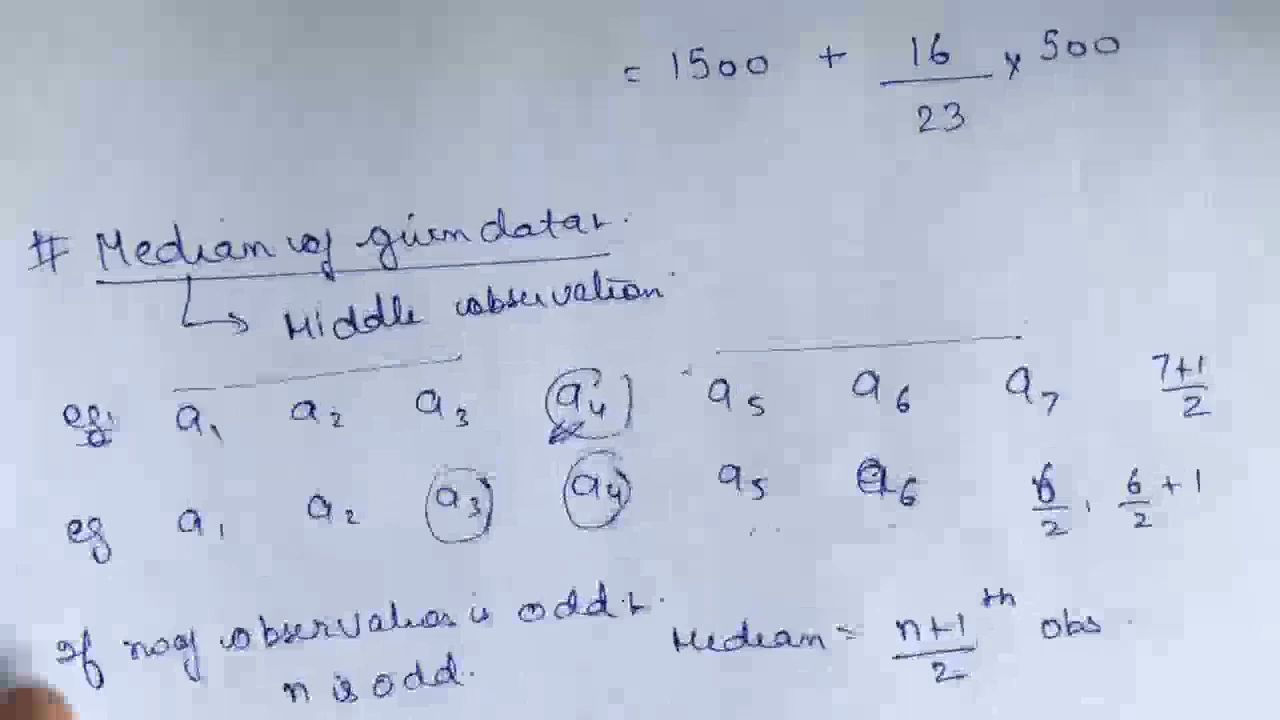 = 1500 + 16/23 × 500
# Median of given data.
↳ Middle observation
eg: a1 a2 a3 a4 a5 a6 a7 7+1/2
eg a1 a2 a3 a4 a5 a6 6/2, 6/2 + 1
If no of observation is odd. Median = n+1/2 th obs.
n is odd.